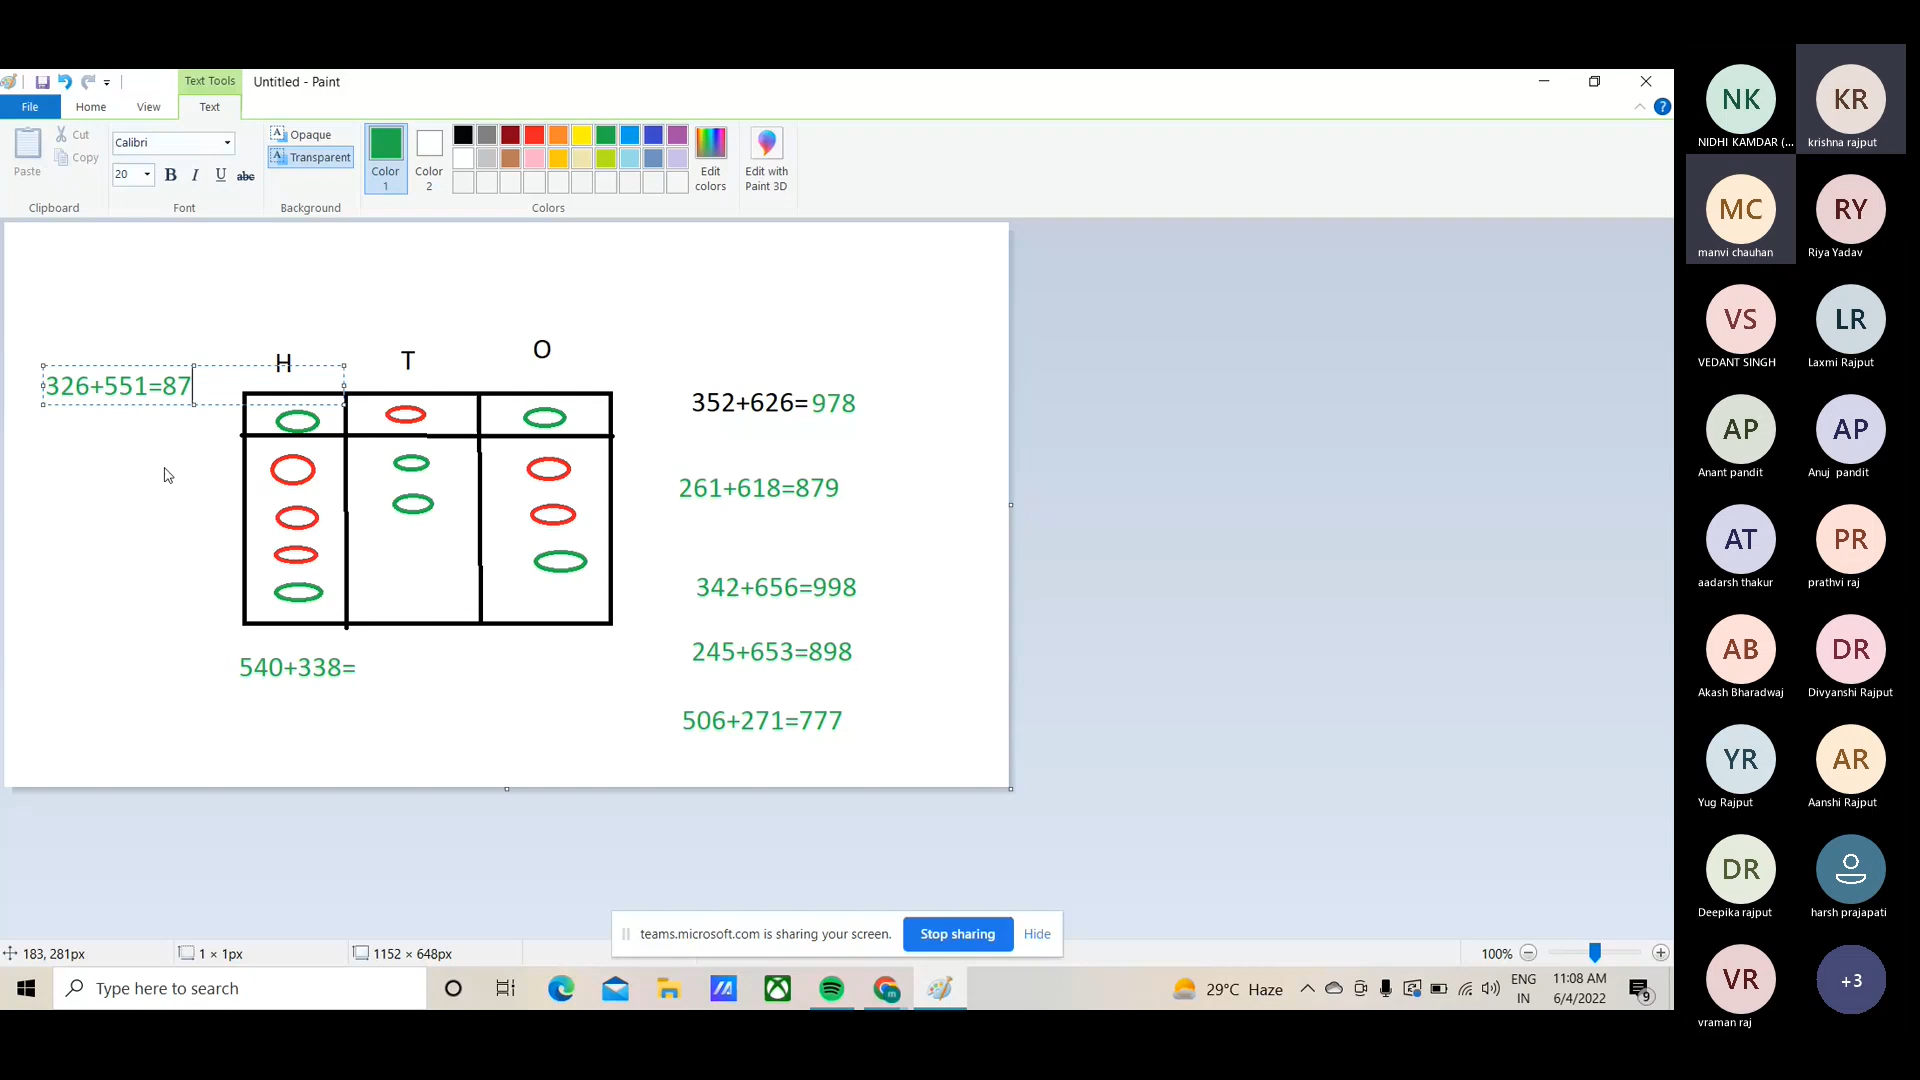 Text Tools
Untitled - Paint
File
Home
View
Text
Paste
Cut
Copy
Clipboard
Calibri
20
B I U abc
Font
Opaque
Transparent
Background
Color 1
Color 2
Edit colors
Edit with Paint 3D
Colors
H T O
326+551=87
352+626= 978
261+618=879
342+656=998
245+653=898
506+271=777
540+338=
teams.microsoft.com is sharing your screen.
Stop sharing
Hide
183, 281px
1 × 1px
1152 × 648px
100%
Type here to search
29°C Haze
ENG
IN
11:08 AM
6/4/2022
9
NK
NIDHI KAMDAR (...
KR
krishna rajput
MC
manvi chauhan
RY
Riya Yadav
VS
VEDANT SINGH
LR
Laxmi Rajput
AP
Anant pandit
AP
Anuj pandit
AT
aadarsh thakur
PR
prathvi raj
AB
Akash Bharadwaj
DR
Divyanshi Rajput
YR
Yug Rajput
AR
Aanshi Rajput
DR
Deepika rajput
harsh prajapati
VR
vraman raj
+3